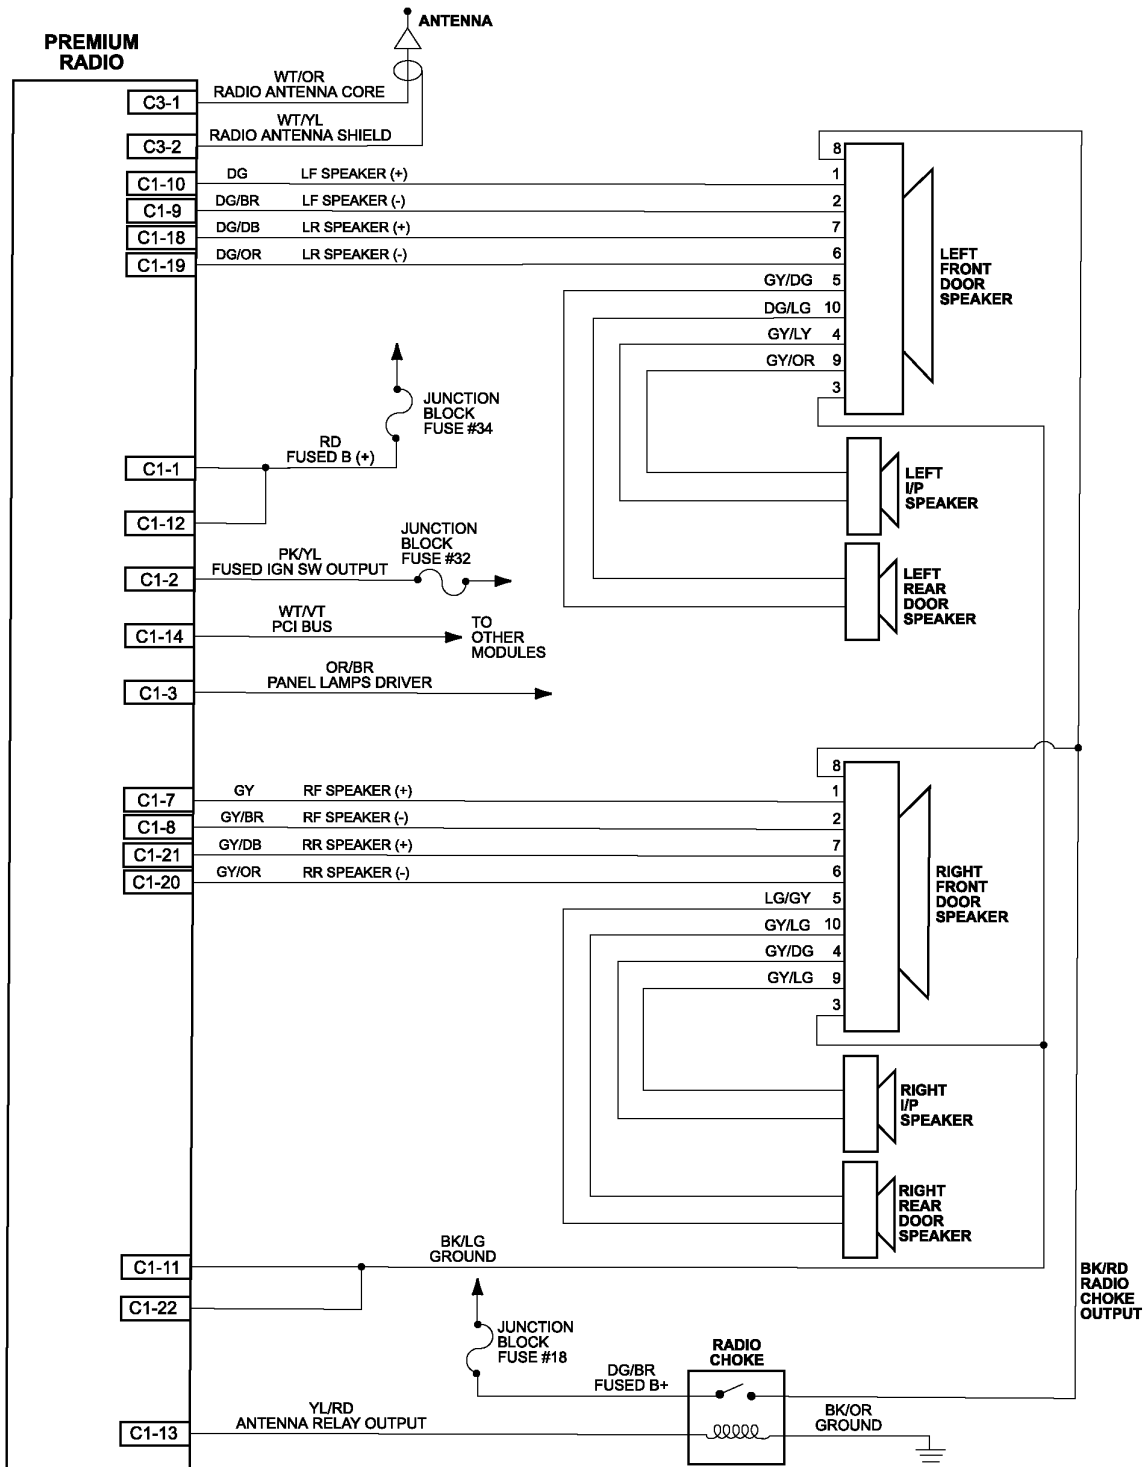 ANTENNA
PREMIUM
RADIO
WT/OR
RADIO ANTENNA CORE
C3-1
WT/YL
RADIO ANTENNA SHIELD
C3-2
8
C1-10
DG
LF SPEAKER (+)
1
C1-9
DG/BR
LF SPEAKER (-)
2
C1-18
DG/DB
LR SPEAKER (+)
7
C1-19
DG/OR
LR SPEAKER (-)
6
GY/DG 5
DG/LG 10
GY/LY 4
GY/OR 9
3
LEFT
FRONT
DOOR
SPEAKER
JUNCTION
BLOCK
FUSE #34
RD
FUSED B (+)
C1-1
C1-12
LEFT
I/P
SPEAKER
JUNCTION
BLOCK
FUSE #32
PK/YL
FUSED IGN SW OUTPUT
C1-2
LEFT
REAR
DOOR
SPEAKER
WT/VT
PCI BUS
C1-14
TO
OTHER
MODULES
OR/BR
PANEL LAMPS DRIVER
C1-3
8
C1-7
GY
RF SPEAKER (+)
1
C1-8
GY/BR
RF SPEAKER (-)
2
C1-21
GY/DB
RR SPEAKER (+)
7
C1-20
GY/OR
RR SPEAKER (-)
6
LG/GY 5
GY/LG 10
GY/DG 4
GY/LG 9
3
RIGHT
FRONT
DOOR
SPEAKER
RIGHT
I/P
SPEAKER
RIGHT
REAR
DOOR
SPEAKER
BK/LG
GROUND
C1-11
C1-22
BK/RD
RADIO
CHOKE
OUTPUT
JUNCTION
BLOCK
FUSE #18
RADIO
CHOKE
DG/BR
FUSED B+
YL/RD
ANTENNA RELAY OUTPUT
C1-13
BK/OR
GROUND